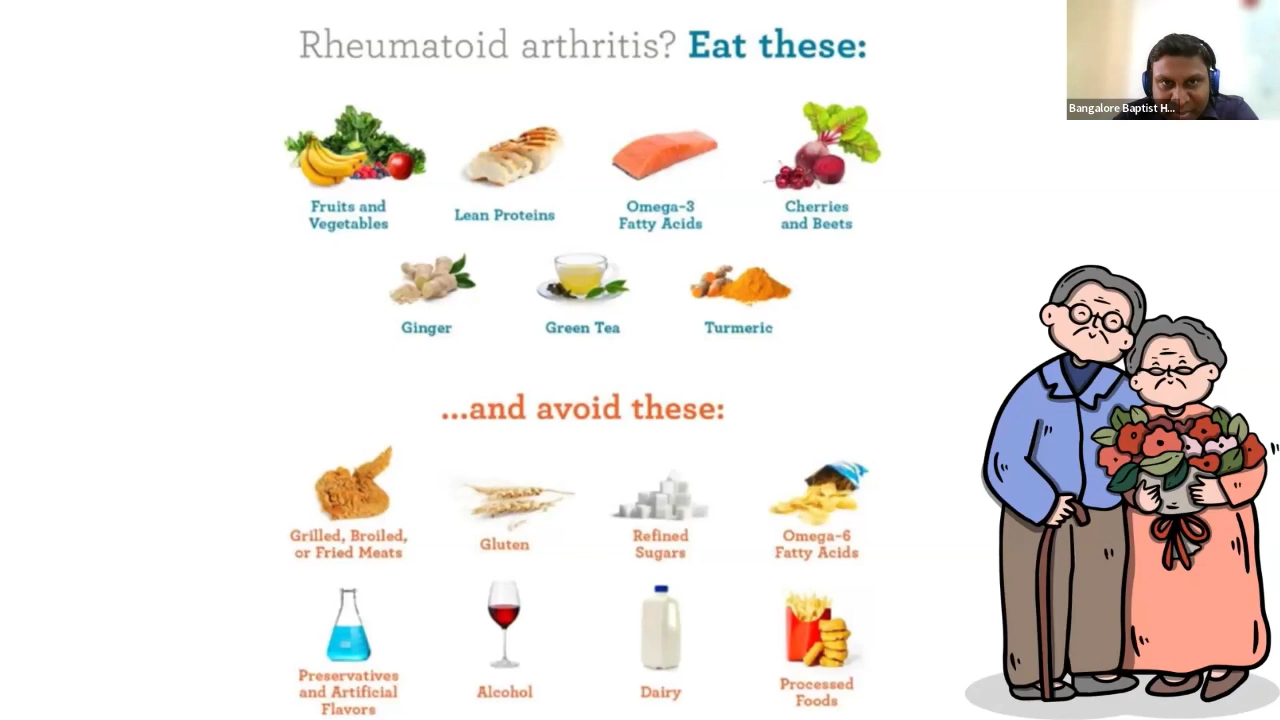 Rheumatoid arthritis? Eat these:
Bangalore Baptist H...
Fruits and
Vegetables
Lean Proteins
Omega-3
Fatty Acids
Cherries
and Beets
Ginger
Green Tea
Turmeric
...and avoid these:
Grilled, Broiled,
or Fried Meats
Gluten
Refined
Sugars
Omega-6
Fatty Acids
Preservatives
and Artificial
Flavors
Alcohol
Dairy
Processed
Foods